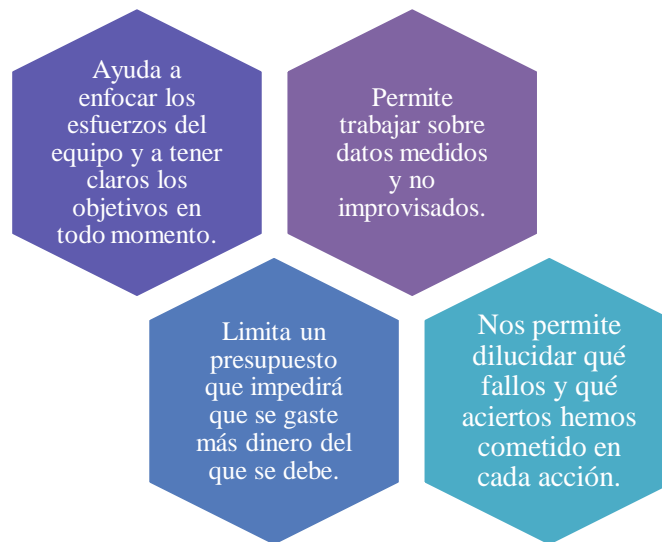 Ayuda a
enfocar los
esfuerzos del
equipo y a tener
claros los
objetivos en
todo momento.
Permite
trabajar sobre
datos medidos
y no
improvisados.
Limita un
presupuesto
que impedirá
que se gaste
más dinero del
que se debe.
Nos permite
dilucidar qué
fallos y qué
aciertos hemos
cometido en
cada acción.